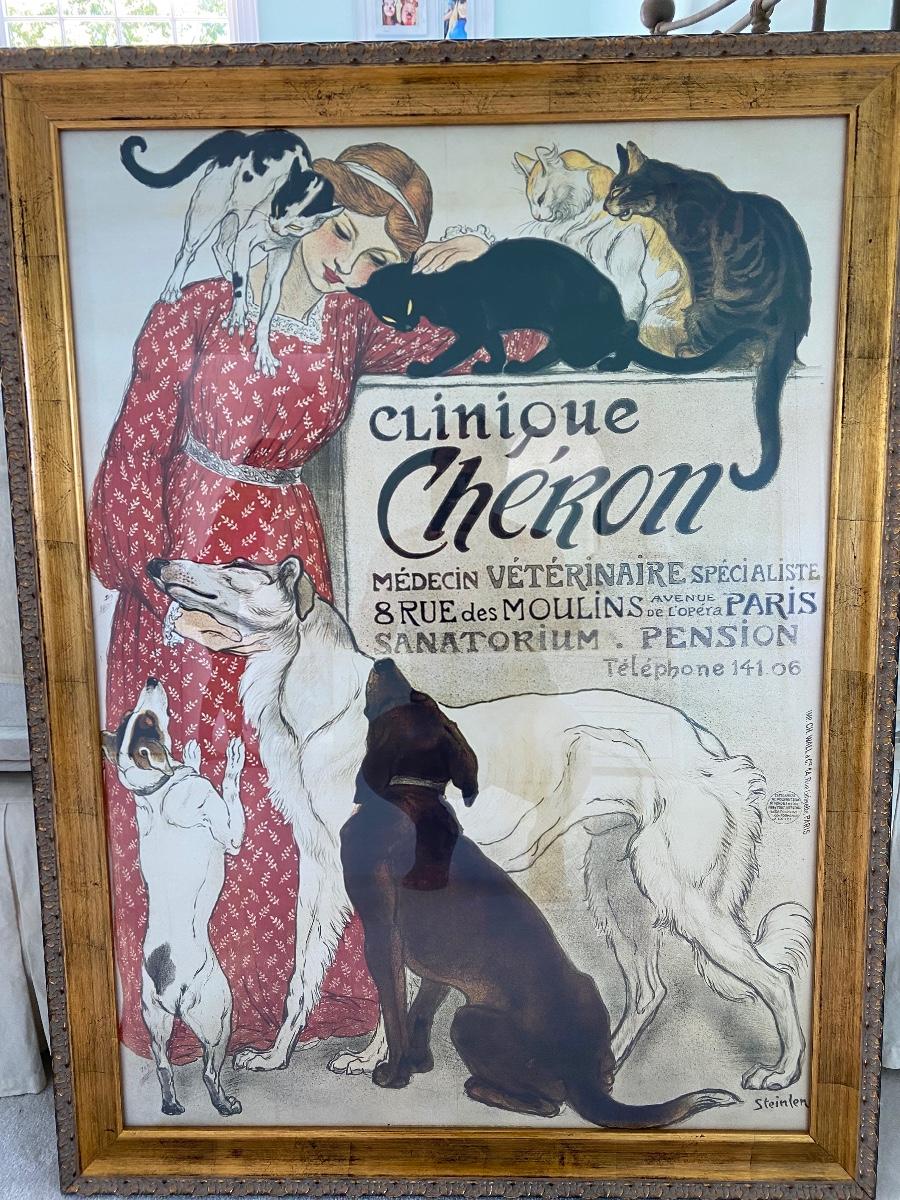 CLINIQUE
Chéron
MÉDECIN VÉTÉRINAIRE SPÉCIALISTE
8 RUE des MOULINS AVENUE DE L'OPÉRA PARIS
SANATORIUM . PENSION
Téléphone 141.06
Steinlen